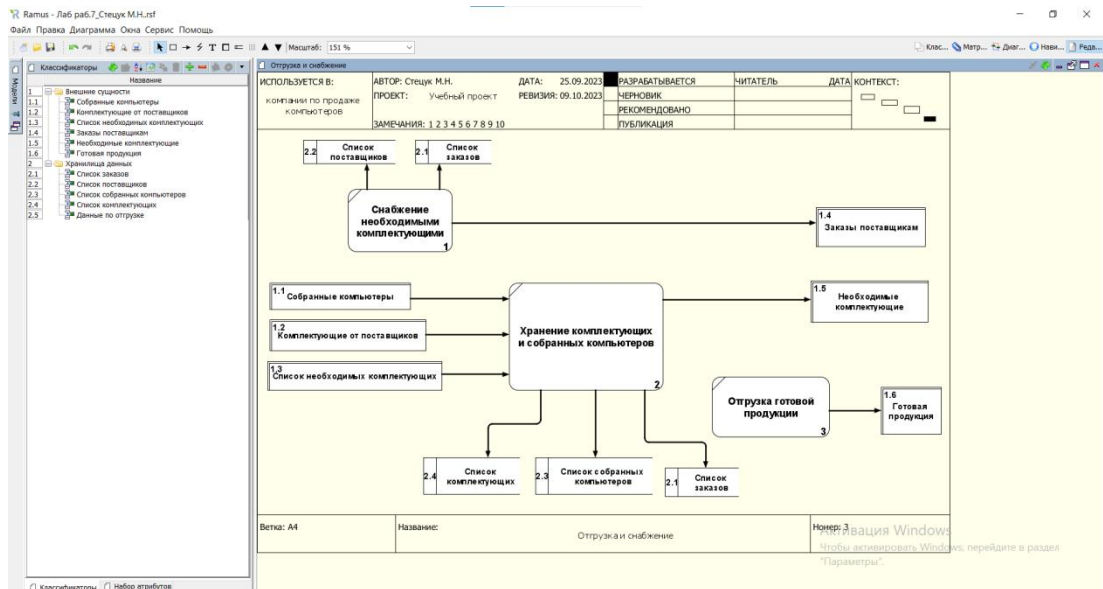 Ramus - Лаб раб.7_Стецук М.Н..rsf
Файл Правка Диаграмма Окна Сервис Помощь
Масштаб: 151 %
Клас... Матр... Диаг... Нави... Реда...
Модели
Классификаторы
Название
1 Внешние сущности
1.1 Собранные компьютеры
1.2 Комплектующие от поставщиков
1.3 Список необходимых комплектующих
1.4 Заказы поставщикам
1.5 Необходимые комплектующие
1.6 Готовая продукция
2 Хранилища данных
2.1 Список заказов
2.2 Список поставщиков
2.3 Список собранных компьютеров
2.4 Список комплектующих
2.5 Данные по отгрузке
Классификаторы Набор атрибутов
Отгрузка и снабжение
ИСПОЛЬЗУЕТСЯ В:
компании по продаже
компьютеров
АВТОР: Стецук М.Н.
ДАТА: 25.09.2023
ПРОЕКТ: Учебный проект
РЕВИЗИЯ: 09.10.2023
ЗАМЕЧАНИЯ: 1 2 3 4 5 6 7 8 9 10
РАЗРАБАТЫВАЕТСЯ
ЧЕРНОВИК
РЕКОМЕНДОВАНО
ПУБЛИКАЦИЯ
ЧИТАТЕЛЬ
ДАТА
КОНТЕКСТ:
2.2 Список
поставщиков
2.1 Список
заказов
Снабжение
необходимыми
комплектующими
1
1.4
Заказы поставщикам
1.1
Собранные компьютеры
1.2
Комплектующие от поставщиков
1.3
Список необходимых комплектующих
Хранение комплектующих
и собранных компьютеров
2
1.5
Необходимые
комплектующие
Отгрузка готовой
продукции
3
1.6
Готовая
продукция
2.4 Список
комплектующих
2.3 Список собранных
компьютеров
2.1 Список
заказов
Ветка: A4
Название:
Отгрузка и снабжение
Номер: 3
Активация Windows
Чтобы активировать Windows, перейдите в раздел
"Параметры".